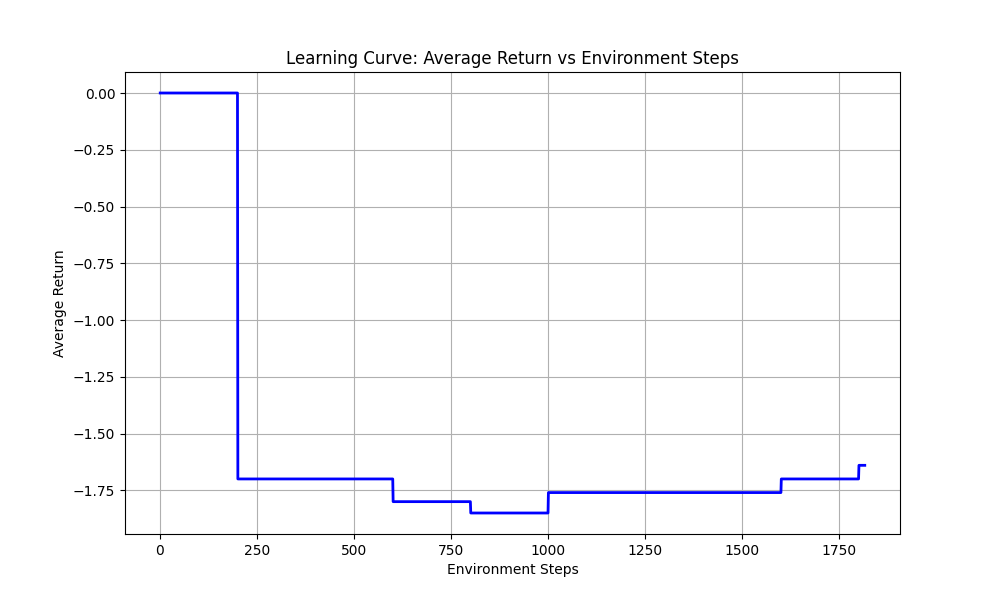 Learning Curve: Average Return vs Environment Steps
0.00
−0.25
−0.50
−0.75
−1.00
−1.25
−1.50
−1.75
Average Return
0 250 500 750 1000 1250 1500 1750
Environment Steps